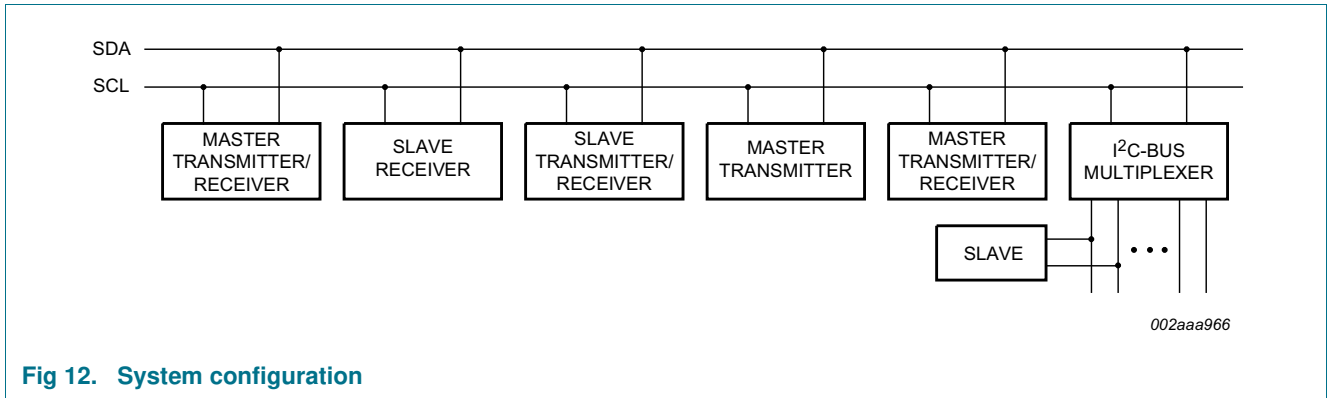 SDA
SCL
MASTER
TRANSMITTER/
RECEIVER
SLAVE
RECEIVER
SLAVE
TRANSMITTER/
RECEIVER
MASTER
TRANSMITTER
MASTER
TRANSMITTER/
RECEIVER
I²C-BUS
MULTIPLEXER
SLAVE
002aaa966
Fig 12. System configuration